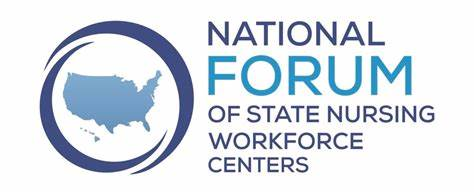 NATIONAL
FORUM
OF STATE NURSING
WORKFORCE
CENTERS